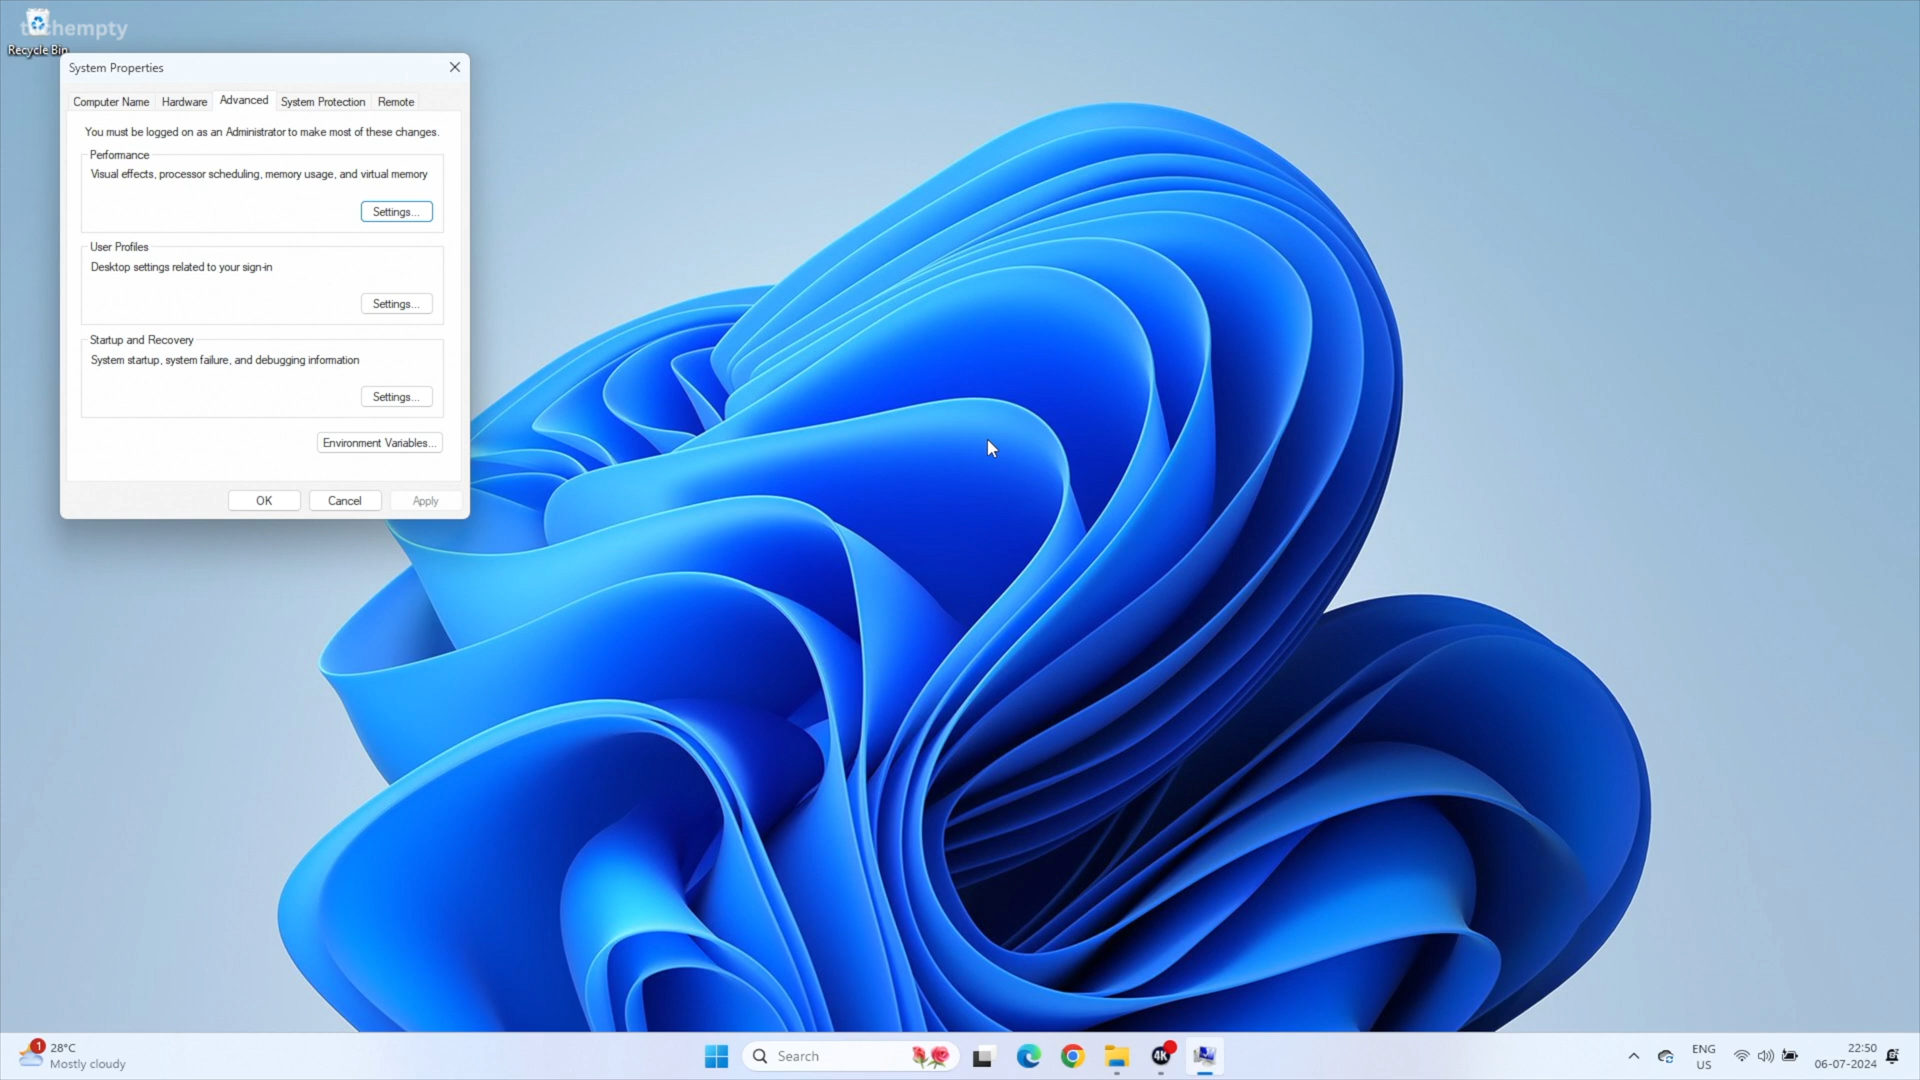 techempty
Recycle Bin
System Properties
Computer Name
Hardware
Advanced
System Protection
Remote
You must be logged on as an Administrator to make most of these changes.
Performance
Visual effects, processor scheduling, memory usage, and virtual memory
Settings...
User Profiles
Desktop settings related to your sign-in
Settings...
Startup and Recovery
System startup, system failure, and debugging information
Settings...
Environment Variables...
OK
Cancel
Apply
1
28°C
Mostly cloudy
Search
4K
ENG
US
22:50
06-07-2024